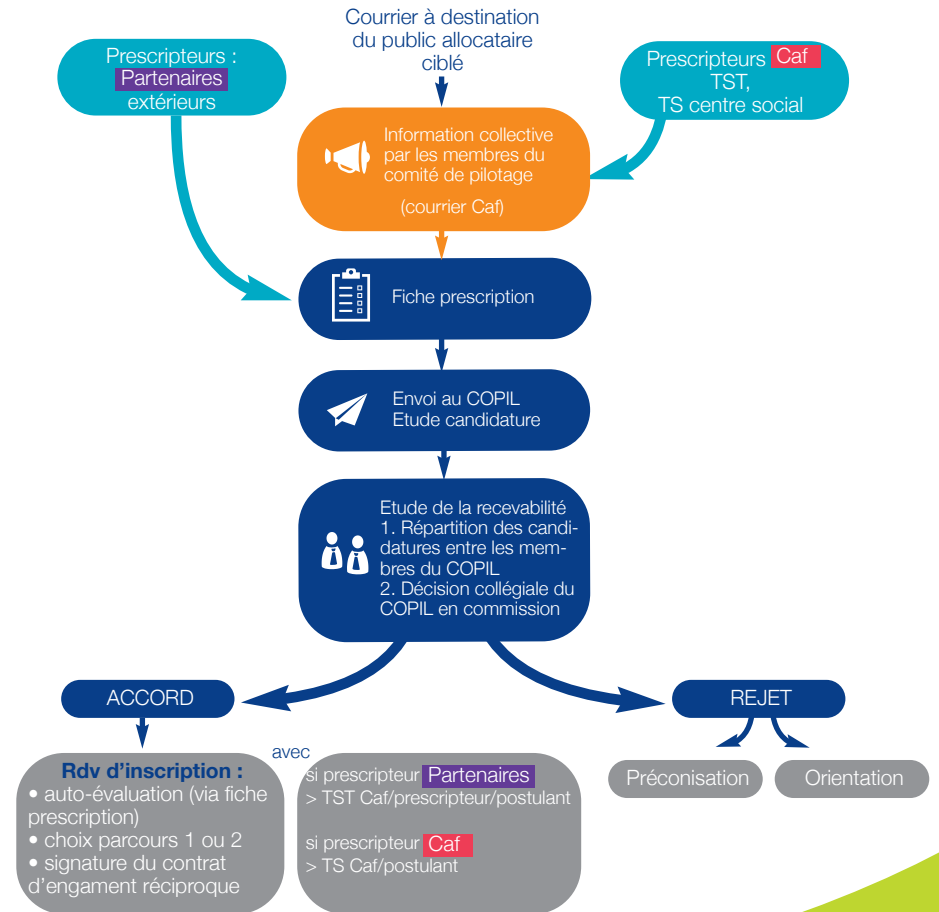 Courrier à destination
du public allocataire
ciblé
Prescripteurs :
Partenaires
extérieurs
Prescripteurs Caf
TST,
TS centre social
Information collective
par les membres du
comité de pilotage
(courrier Caf)
Fiche prescription
Envoi au COPIL
Etude candidature
Etude de la recevabilité
1. Répartition des candi-
datures entre les mem-
bres du COPIL
2. Décision collégiale du
COPIL en commission
ACCORD
REJET
Rdv d'inscription :
• auto-évaluation (via fiche
prescription)
• choix parcours 1 ou 2
• signature du contrat
d'engament réciproque
avec
si prescripteur Partenaires
> TST Caf/prescripteur/postulant
si prescripteur Caf
> TS Caf/postulant
Préconisation
Orientation